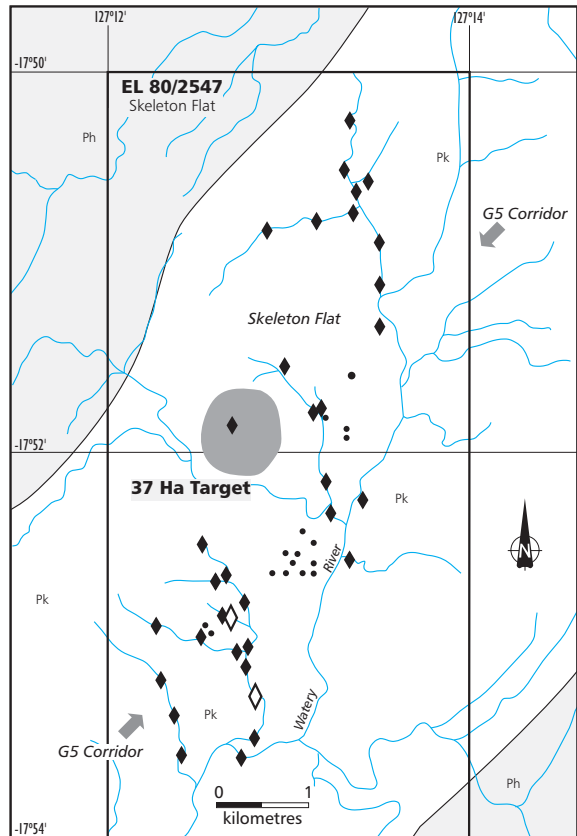 127°12'
127°14'
-17°50'
EL 80/2547
Skeleton Flat
Ph
Pk
G5 Corridor
Skeleton Flat
-17°52'
37 Ha Target
Pk
River
Pk
Watery
Pk
G5 Corridor
N
Ph
0 1
kilometres
-17°54'